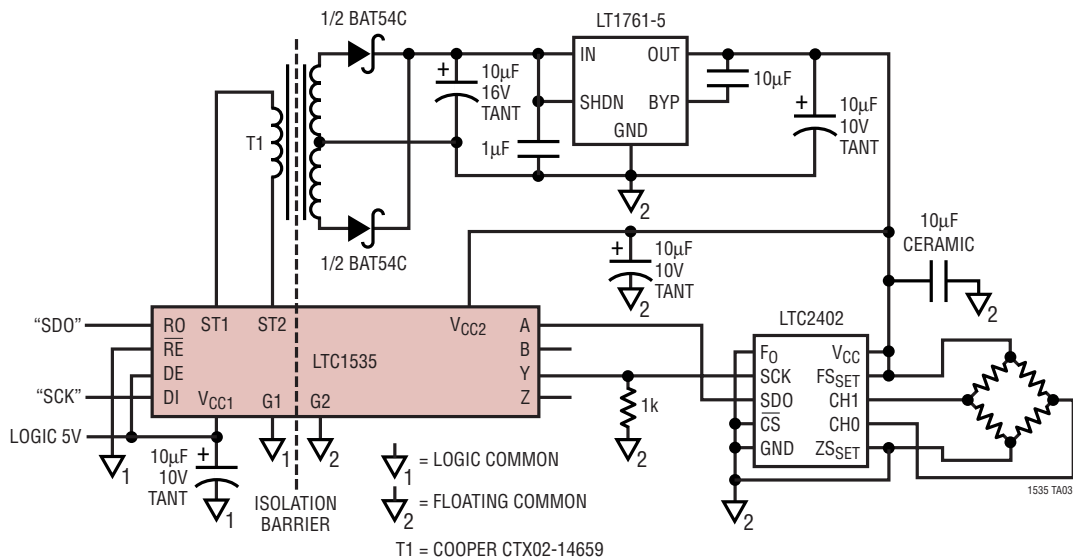 1/2 BAT54C
LT1761-5
IN
OUT
SHDN
BYP
GND
+
10µF
16V
TANT
1µF
10µF
+
10µF
10V
TANT
2
T1
1/2 BAT54C
+
10µF
10V
TANT
2
10µF
CERAMIC
2
"SDO"
"SCK"
LOGIC 5V
RO
RE
DE
DI
ST1
ST2
VCC2
LTC1535
VCC1
G1
G2
A
B
Y
Z
1k
2
LTC2402
FO
SCK
SDO
CS
GND
VCC
FSSET
CH1
CH0
ZSSET
2
1
+
10µF
10V
TANT
1
1
2
ISOLATION
BARRIER
1
= LOGIC COMMON
2
= FLOATING COMMON
T1 = COOPER CTX02-14659
1535 TA03